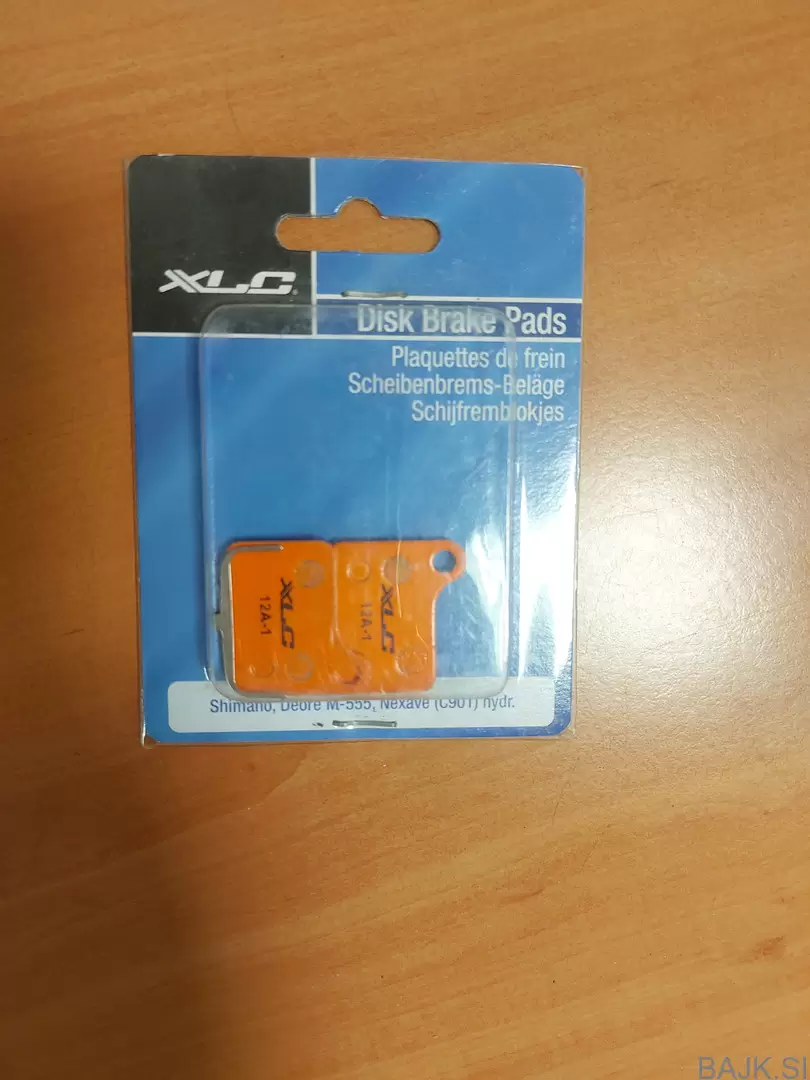 XLC
Disk Brake Pads
Plaquettes de frein
Scheibenbrems-Beläge
Schijfremblokjes
XLC
12A-1
XLC
12A-1
Shimano, Deore M-555, Nexave (C901) hydr.
BAJK.SI